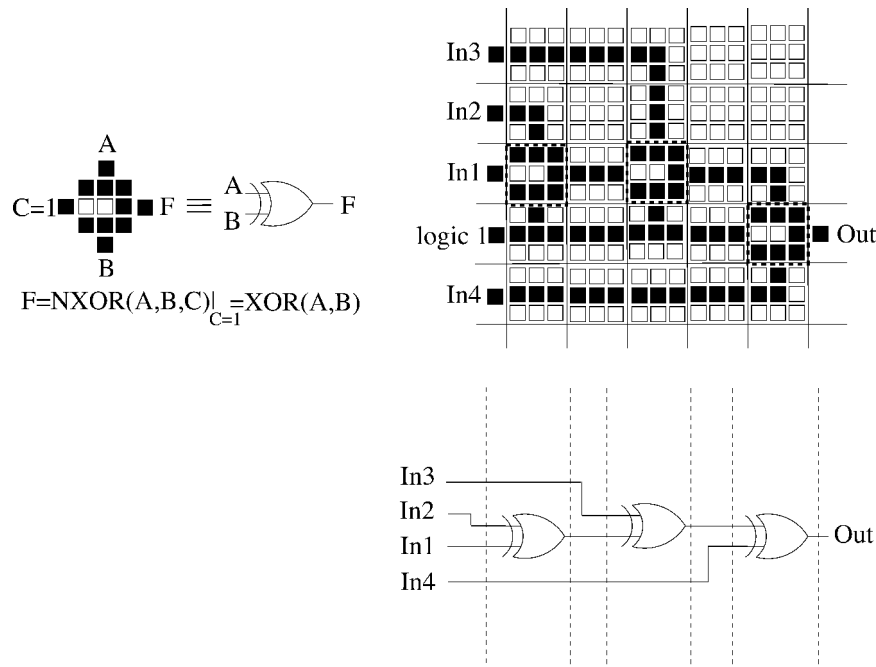 A
C=1
F
≡
A
B
F
B
F=NXOR(A,B,C)|C=1=XOR(A,B)
In3
In2
In1
logic 1
Out
In4
In3
In2
In1
In4
Out